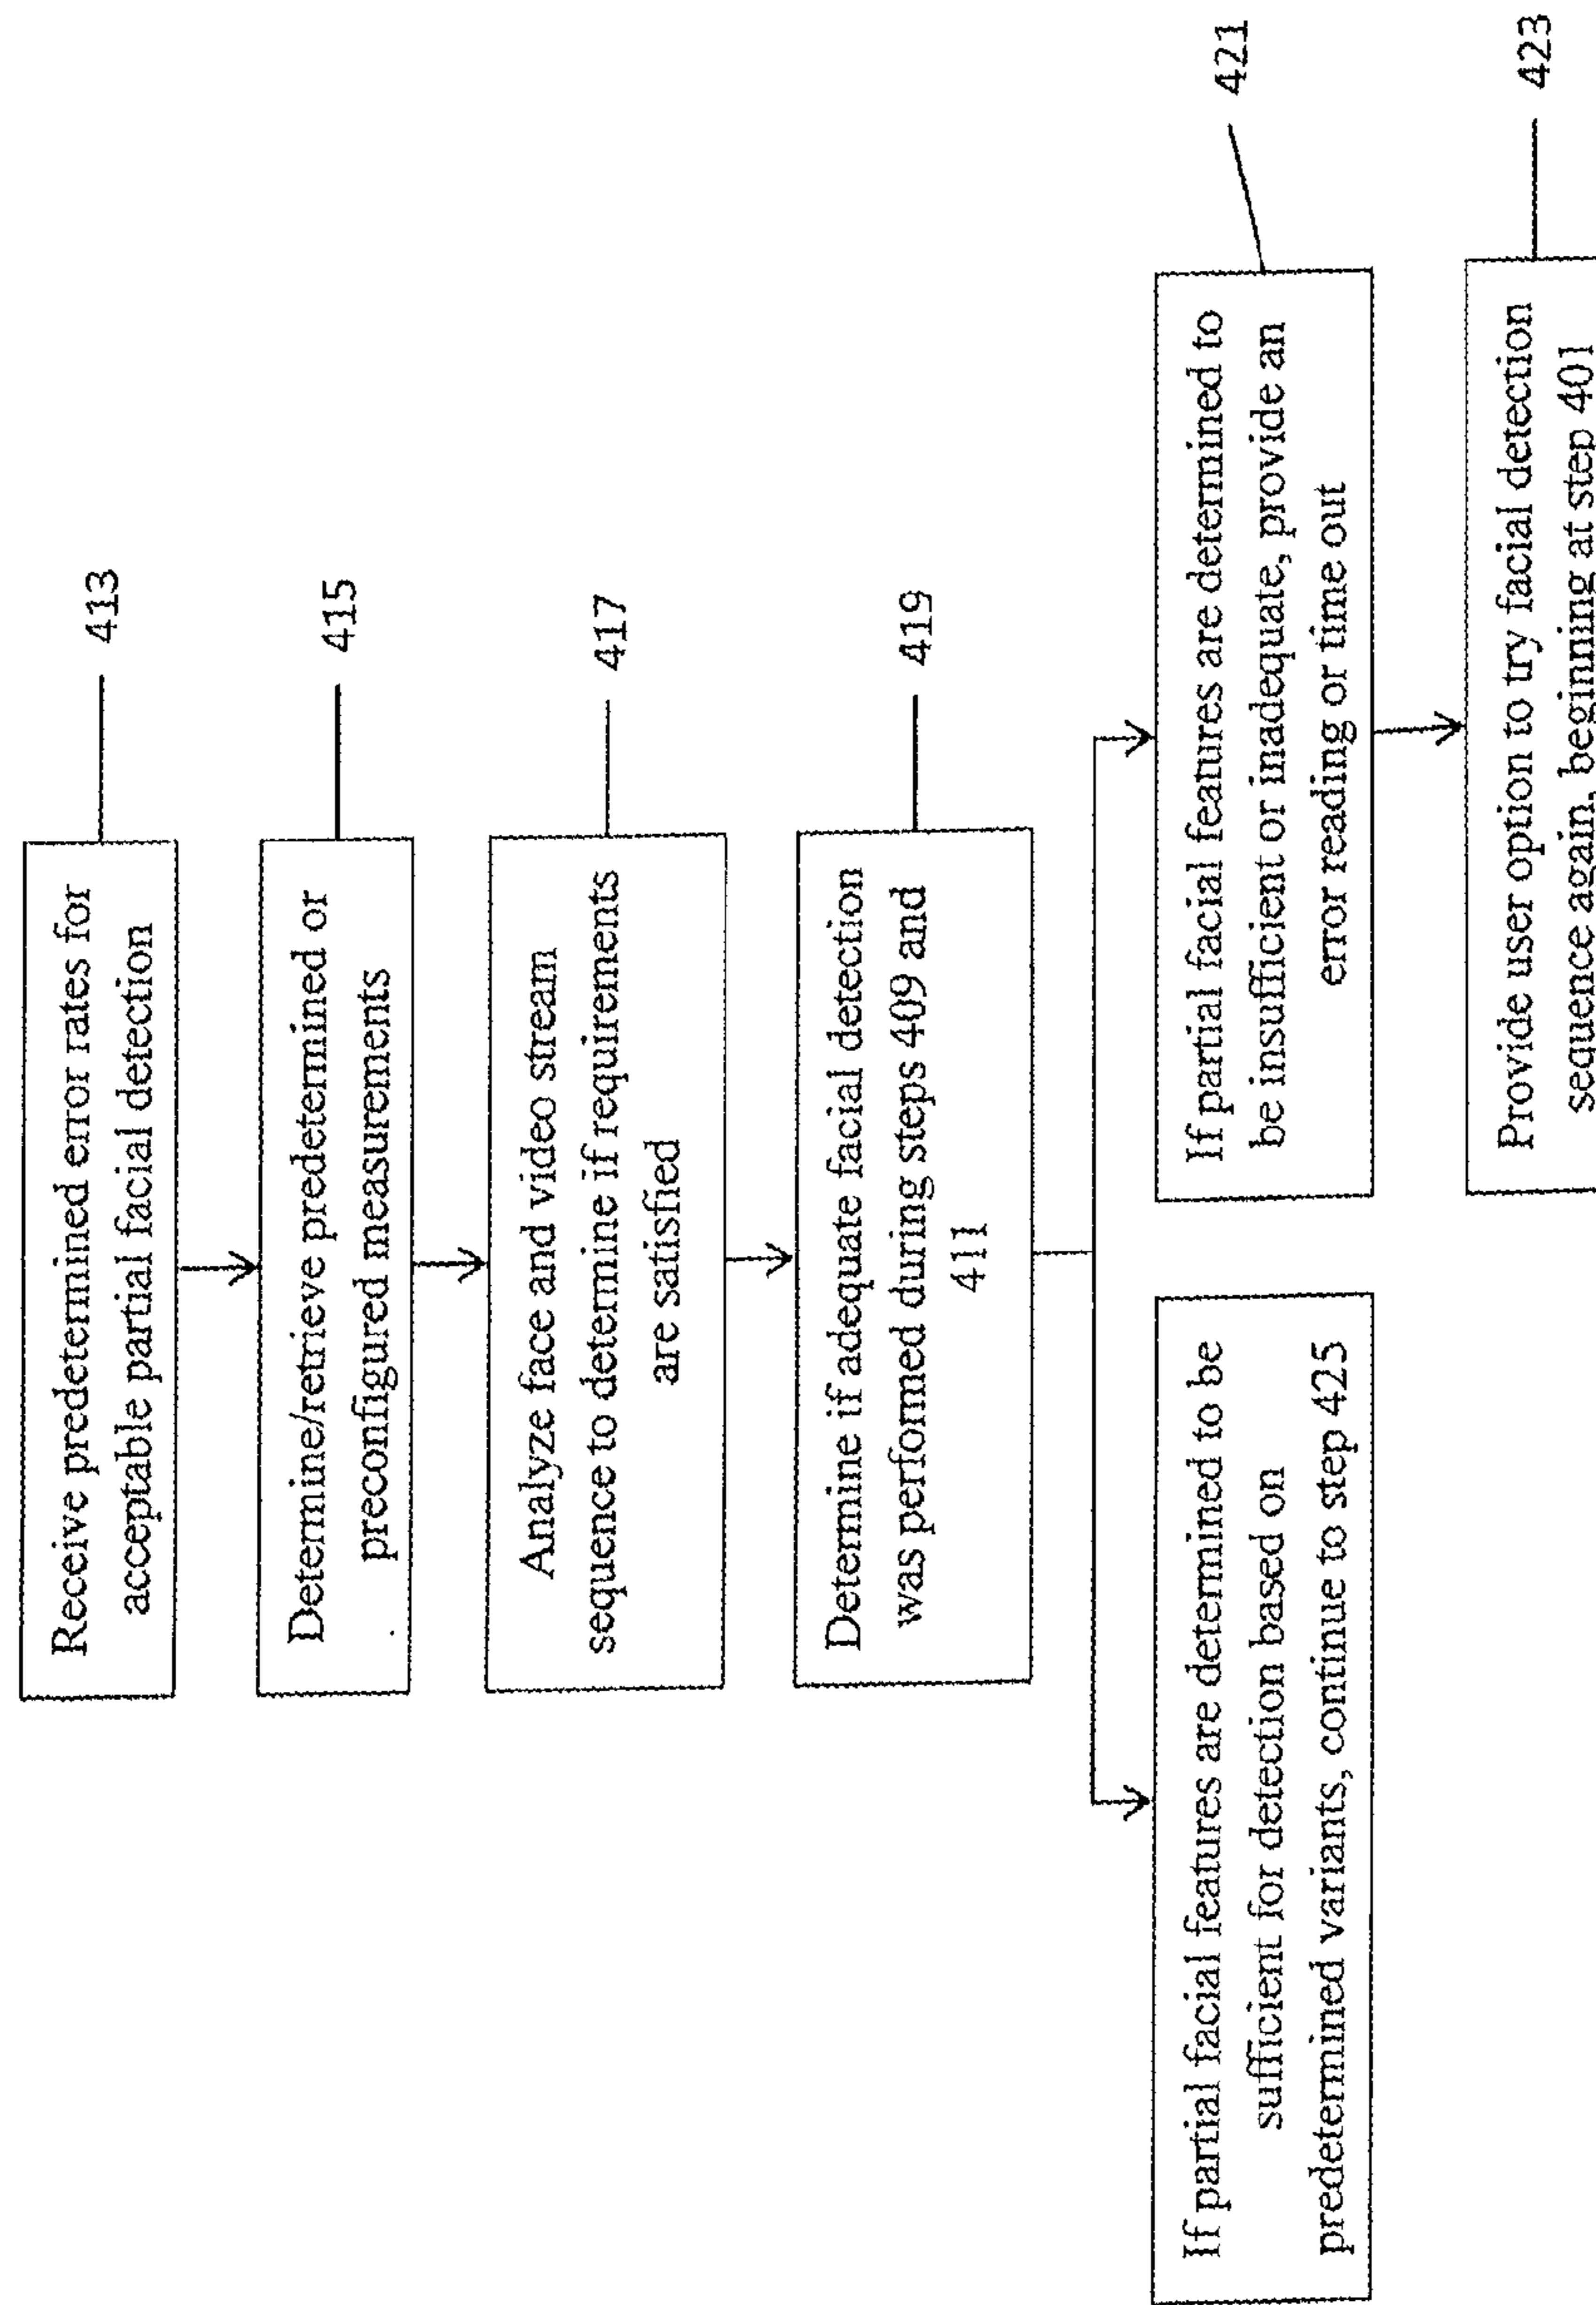 Receive predetermined error rates for
acceptable partial facial detection
413
Determine/retrieve predetermined or
preconfigured measurements
415
Analyze face and video stream
sequence to determine if requirements
are satisfied
417
Determine if adequate facial detection
was performed during steps 409 and
411
419
If partial facial features are determined to be
sufficient for detection based on
predetermined variants, continue to step 425
If partial facial features are determined to
be insufficient or inadequate, provide an
error reading or time out
421
Provide user option to try facial detection
sequence again, beginning at step 401
423